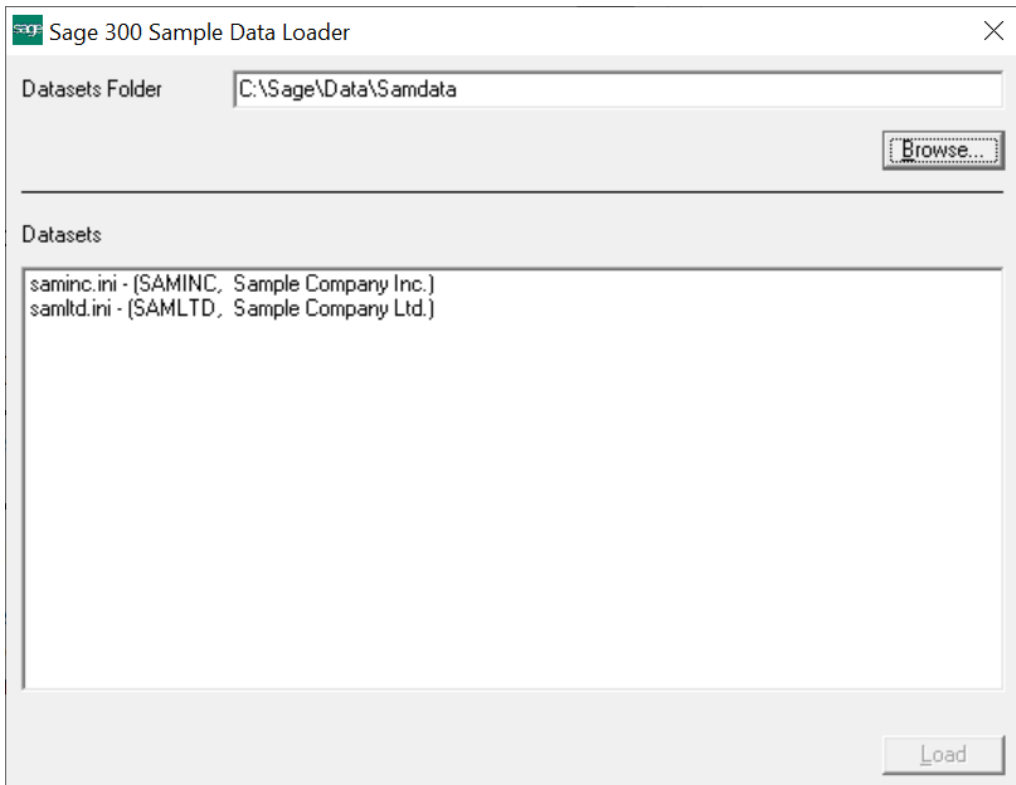 sage Sage 300 Sample Data Loader
Datasets Folder C:\Sage\Data\Samdata
Browse...
Datasets
saminc.ini - (SAMINC, Sample Company Inc.)
samltd.ini - (SAMLTD, Sample Company Ltd.)
Load